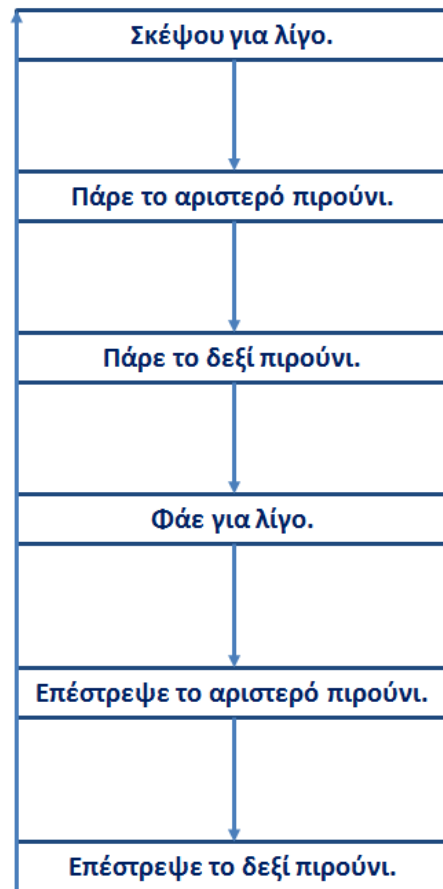 Σκέψου για λίγο.
Πάρε το αριστερό πιρούνι.
Πάρε το δεξί πιρούνι.
Φάε για λίγο.
Επέστρεψε το αριστερό πιρούνι.
Επέστρεψε το δεξί πιρούνι.